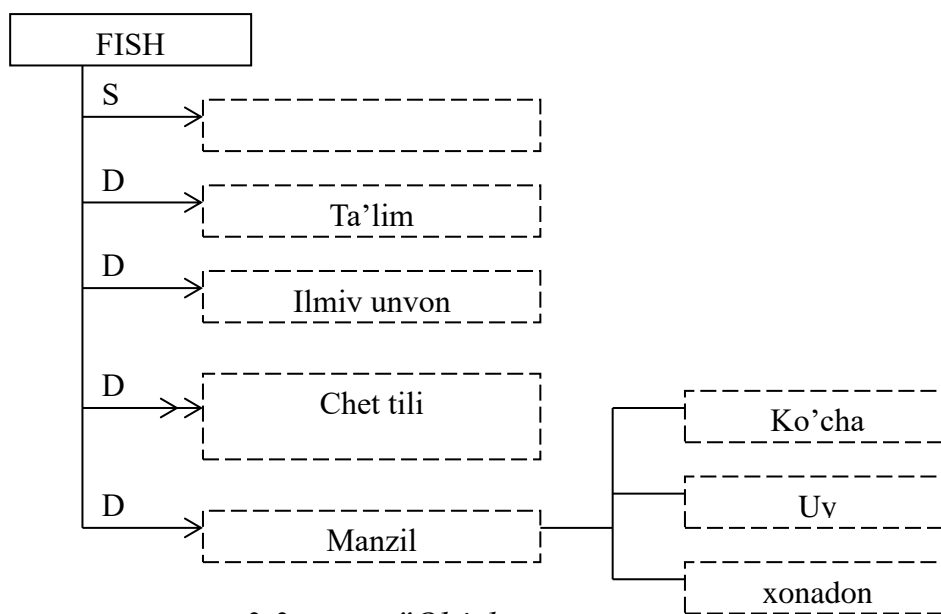 FISH
S
D
Ta’lim
D
Ilmiy unvon
D
Chet tili
Ko’cha
D
Uy
Manzil
xonadon